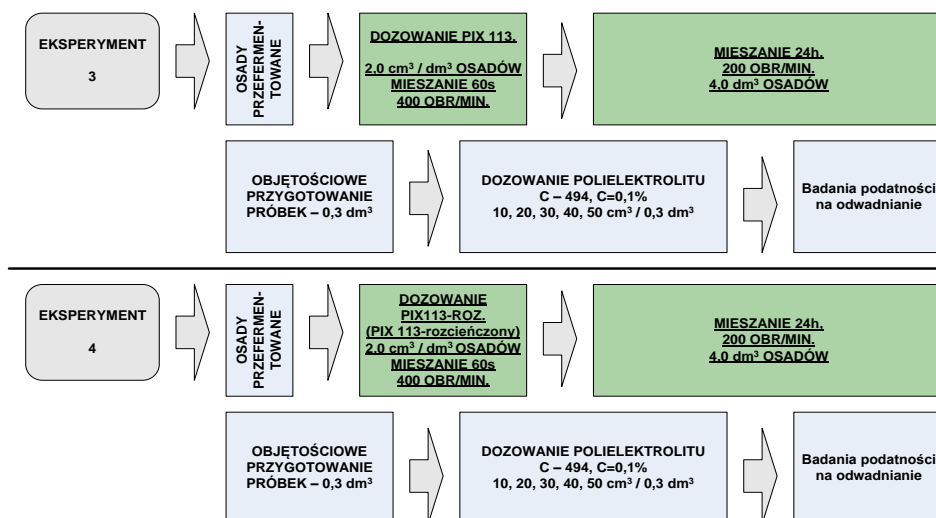 EKSPERYMENT
3
OSADY
PRZEFERMEN-
TOWANE
DOZOWANIE PIX 113,
2,0 cm³ / dm³ OSADÓW
MIESZANIE 60s
400 OBR/MIN.
MIESZANIE 24h,
200 OBR/MIN.
4,0 dm³ OSADÓW
OBJĘTOŚCIOWE
PRZYGOTOWANIE
PRÓBEK – 0,3 dm³
DOZOWANIE POLIELEKTROLITU
C – 494, C=0,1%
10, 20, 30, 40, 50 cm³ / 0,3 dm³
Badania podatności
na odwadnianie
EKSPERYMENT
4
OSADY
PRZEFERMEN-
TOWANE
DOZOWANIE
PIX113-ROZ.
(PIX 113-rozcieńczony)
2,0 cm³ / dm³ OSADÓW
MIESZANIE 60s
400 OBR/MIN.
MIESZANIE 24h,
200 OBR/MIN.
4,0 dm³ OSADÓW
OBJĘTOŚCIOWE
PRZYGOTOWANIE
PRÓBEK – 0,3 dm³
DOZOWANIE POLIELEKTROLITU
C – 494, C=0,1%
10, 20, 30, 40, 50 cm³ / 0,3 dm³
Badania podatności
na odwadnianie